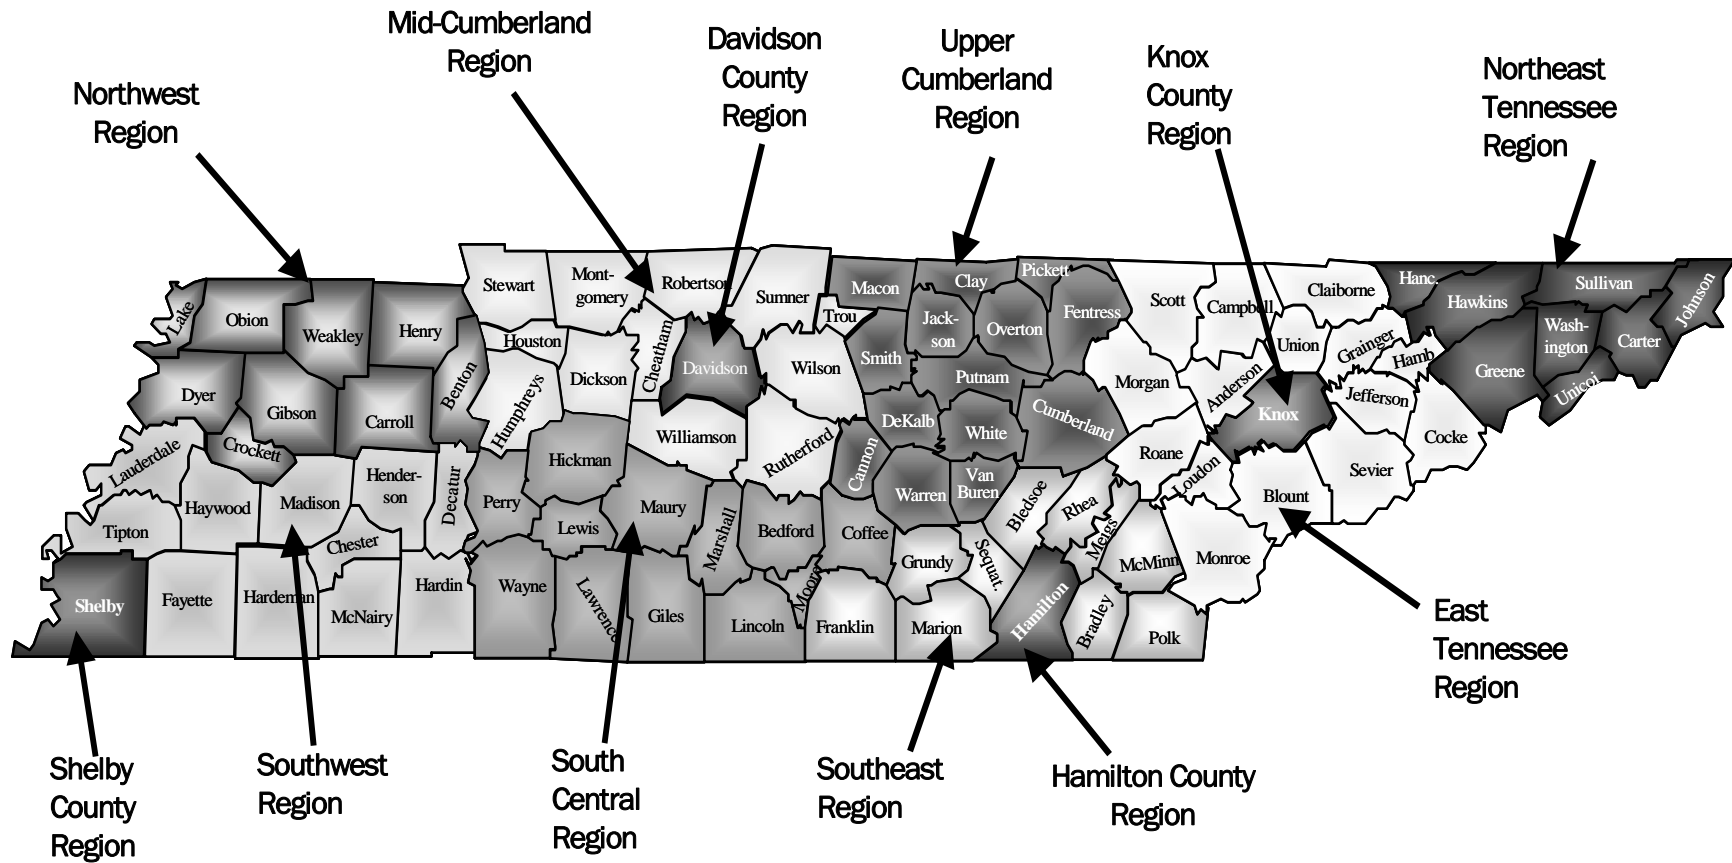 Mid-Cumberland
Region
Davidson
County
Region
Upper
Cumberland
Region
Knox
County
Region
Northeast
Tennessee
Region
Northwest
Region
Stewart
Mont-
gomery
Robertson
Sumner
Trou
Macon
Clay
Pickett
Fentress
Scott
Campbell
Claiborne
Hanc.
Hawkins
Sullivan
Johnson
Lake
Obion
Weakley
Henry
Benton
Houston
Humphreys
Dickson
Cheatham
Davidson
Wilson
Smith
Jack-
son
Overton
Putnam
Morgan
Anderson
Union
Grainger
Hamb
Jefferson
Knox
Greene
Wash-
ington
Carter
Unicoi
Dyer
Gibson
Carroll
Crockett
Lauderdale
Haywood
Madison
Hender-
son
Decatur
Perry
Hickman
Williamson
Rutherford
Cannon
DeKalb
White
Cumberland
Warren
Van
Buren
Bledsoe
Rhea
Roane
Loudon
Blount
Sevier
Cocke
Tipton
Chester
Lewis
Maury
Marshall
Bedford
Coffee
Grundy
Sequat.
Meigs
McMinn
Monroe
Shelby
Fayette
Hardeman
McNairy
Hardin
Wayne
Lawrence
Giles
Lincoln
Moore
Franklin
Marion
Hamilton
Bradley
Polk
East
Tennessee
Region
Shelby
County
Region
Southwest
Region
South
Central
Region
Southeast
Region
Hamilton County
Region